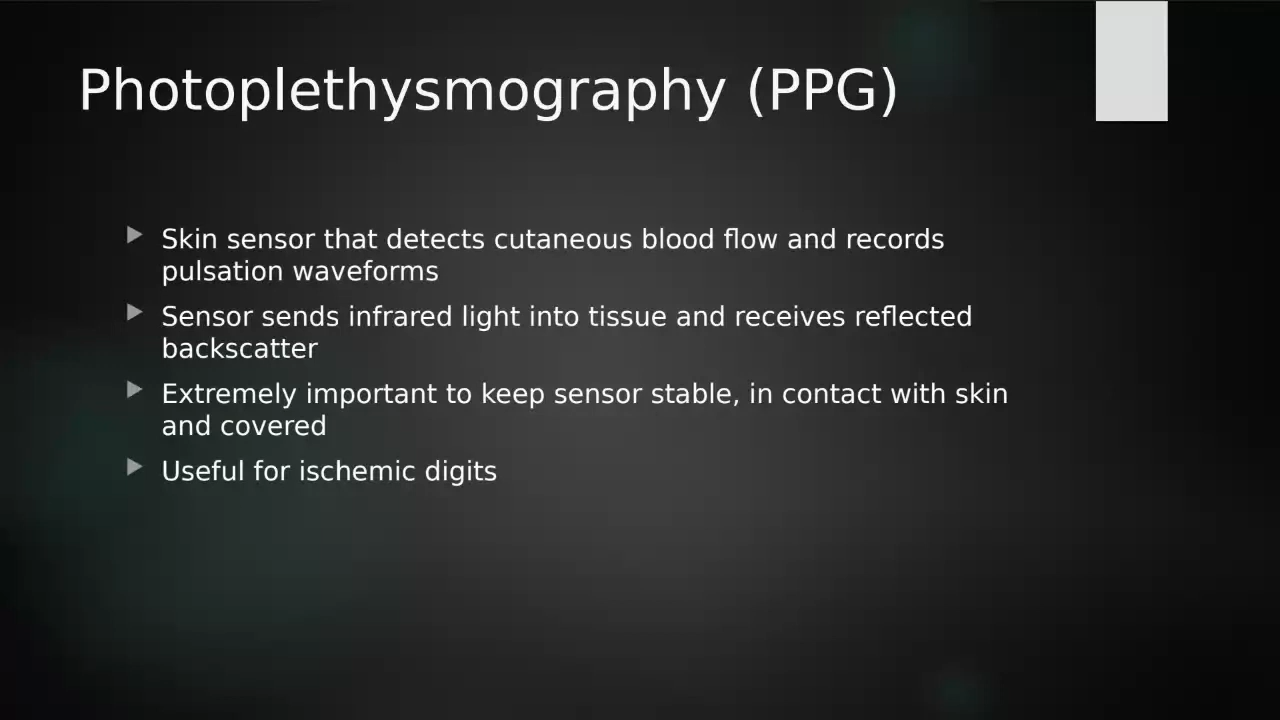 Photoplethysmography (PPG)
Skin sensor that detects cutaneous blood flow and records
pulsation waveforms
Sensor sends infrared light into tissue and receives reflected
backscatter
Extremely important to keep sensor stable, in contact with skin
and covered
Useful for ischemic digits